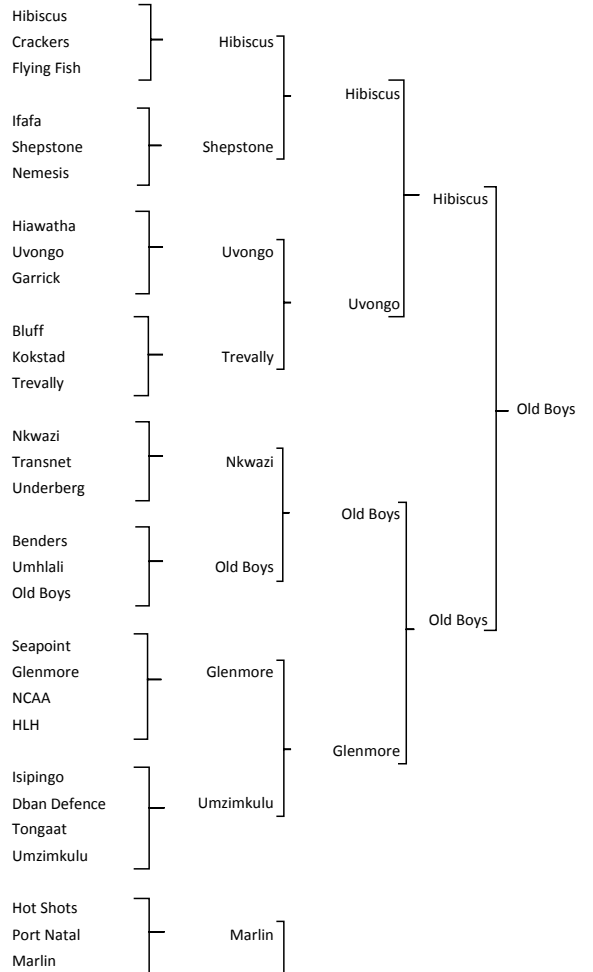 Hibiscus
Crackers
Flying Fish
Hibiscus
Ifafa
Shepstone
Nemesis
Shepstone
Hibiscus
Hiawatha
Uvongo
Garrick
Uvongo
Bluff
Kokstad
Trevally
Trevally
Uvongo
Hibiscus
Nkwazi
Transnet
Underberg
Nkwazi
Benders
Umhlali
Old Boys
Old Boys
Old Boys
Seapoint
Glenmore
NCAA
HLH
Glenmore
Isipingo
Dban Defence
Tongaat
Umzimkulu
Umzimkulu
Glenmore
Old Boys
Old Boys
Hot Shots
Port Natal
Marlin
Marlin